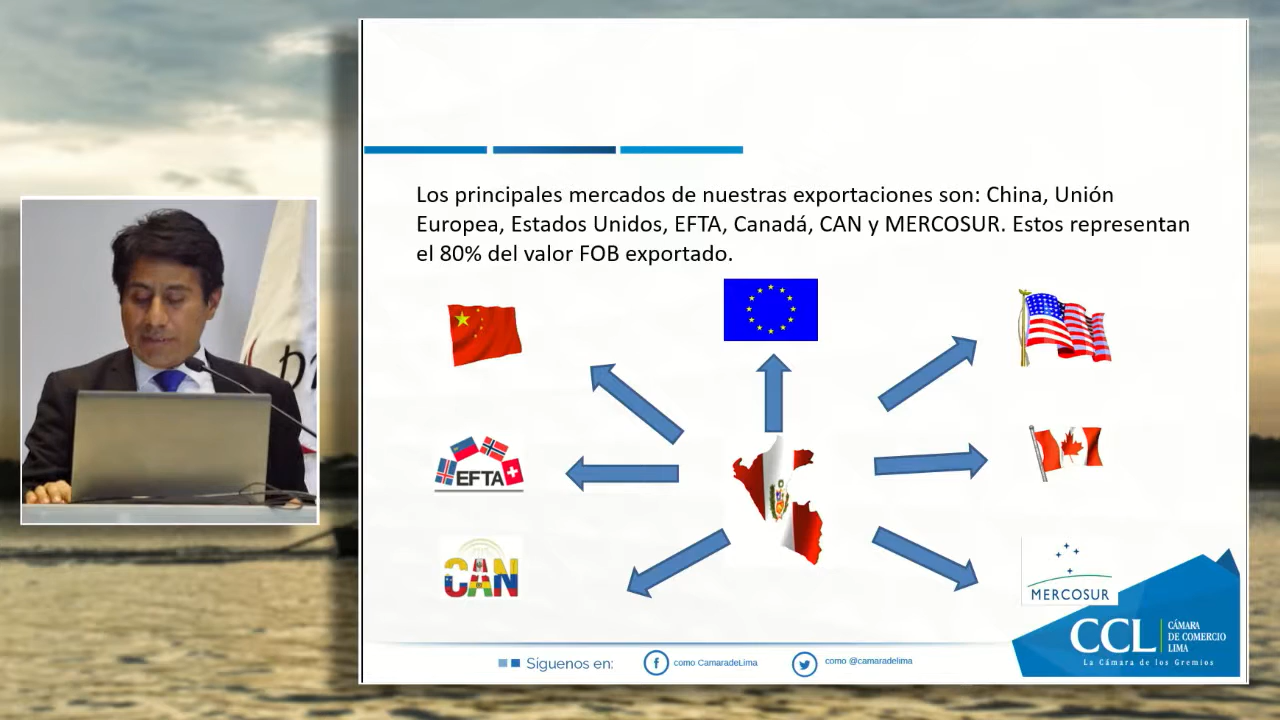 Los principales mercados de nuestras exportaciones son: China, Unión
Europea, Estados Unidos, EFTA, Canadá, CAN y MERCOSUR. Estos representan
el 80% del valor FOB exportado.
EFTA
CAN
MERCOSUR
CCL
CÁMARA
DE COMERCIO
LIMA
La Cámara de los Gremios
Síguenos en:
como CamaradeLima
como @camaradelima